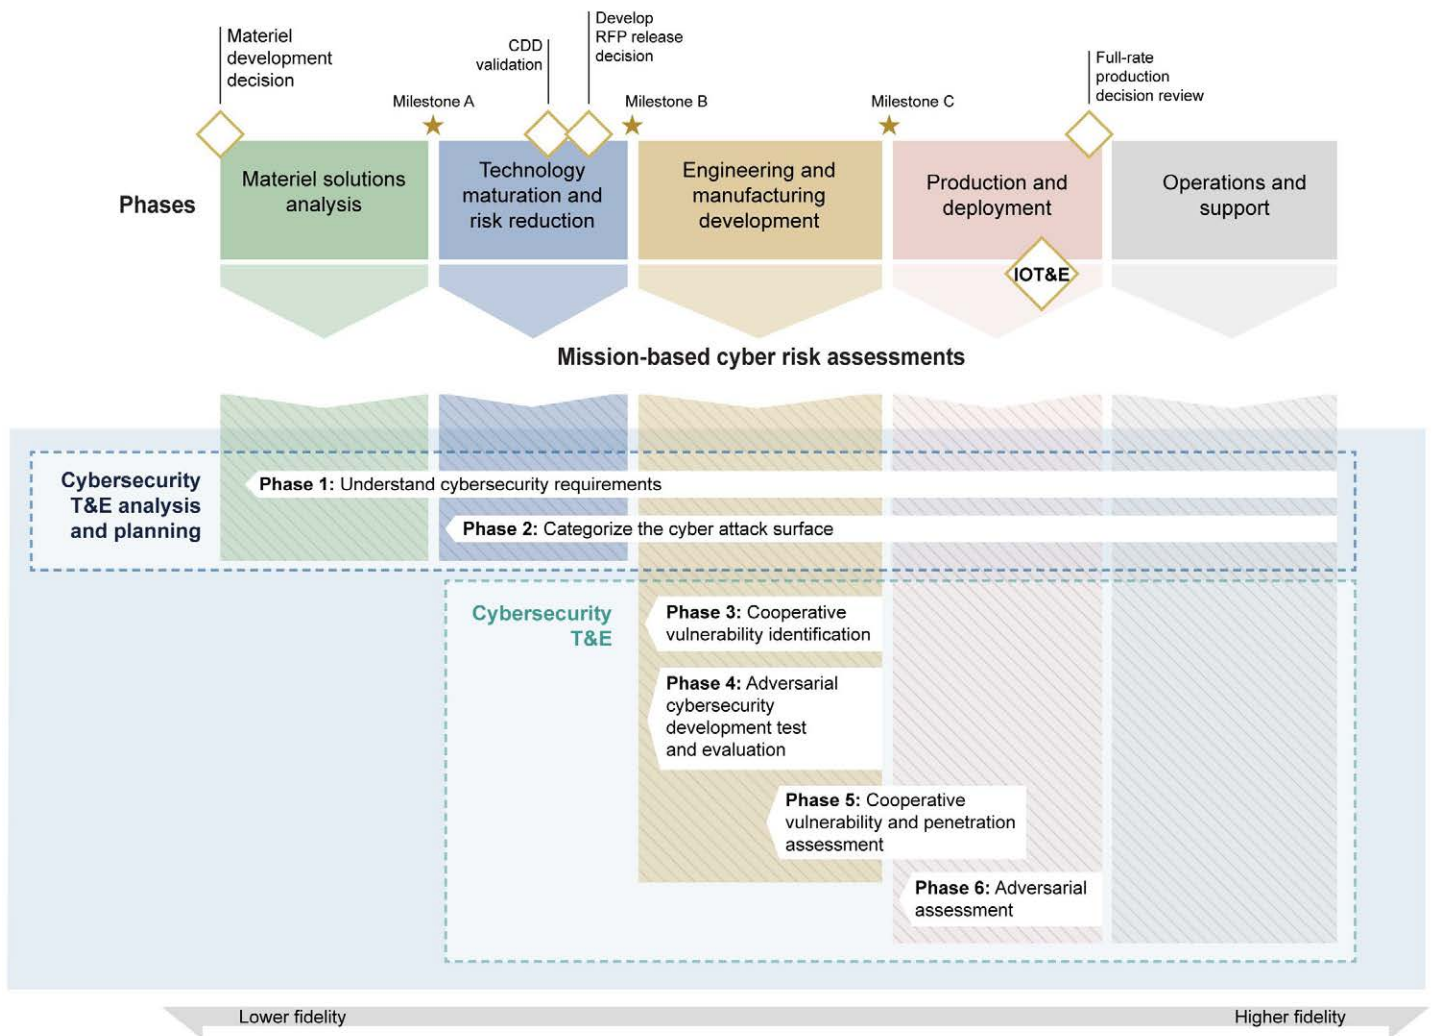 Materiel
development
decision
CDD
validation
Develop
RFP release
decision
Full-rate
production
decision review
Milestone A
Milestone B
Milestone C
Phases
Materiel solutions
analysis
Technology
maturation and
risk reduction
Engineering and
manufacturing
development
Production and
deployment
Operations and
support
IOT&E
Mission-based cyber risk assessments
Cybersecurity
T&E analysis
and planning
Phase 1: Understand cybersecurity requirements
Phase 2: Categorize the cyber attack surface
Cybersecurity
T&E
Phase 3: Cooperative
vulnerability identification
Phase 4: Adversarial
cybersecurity
development test
and evaluation
Phase 5: Cooperative
vulnerability and penetration
assessment
Phase 6: Adversarial
assessment
Lower fidelity
Higher fidelity